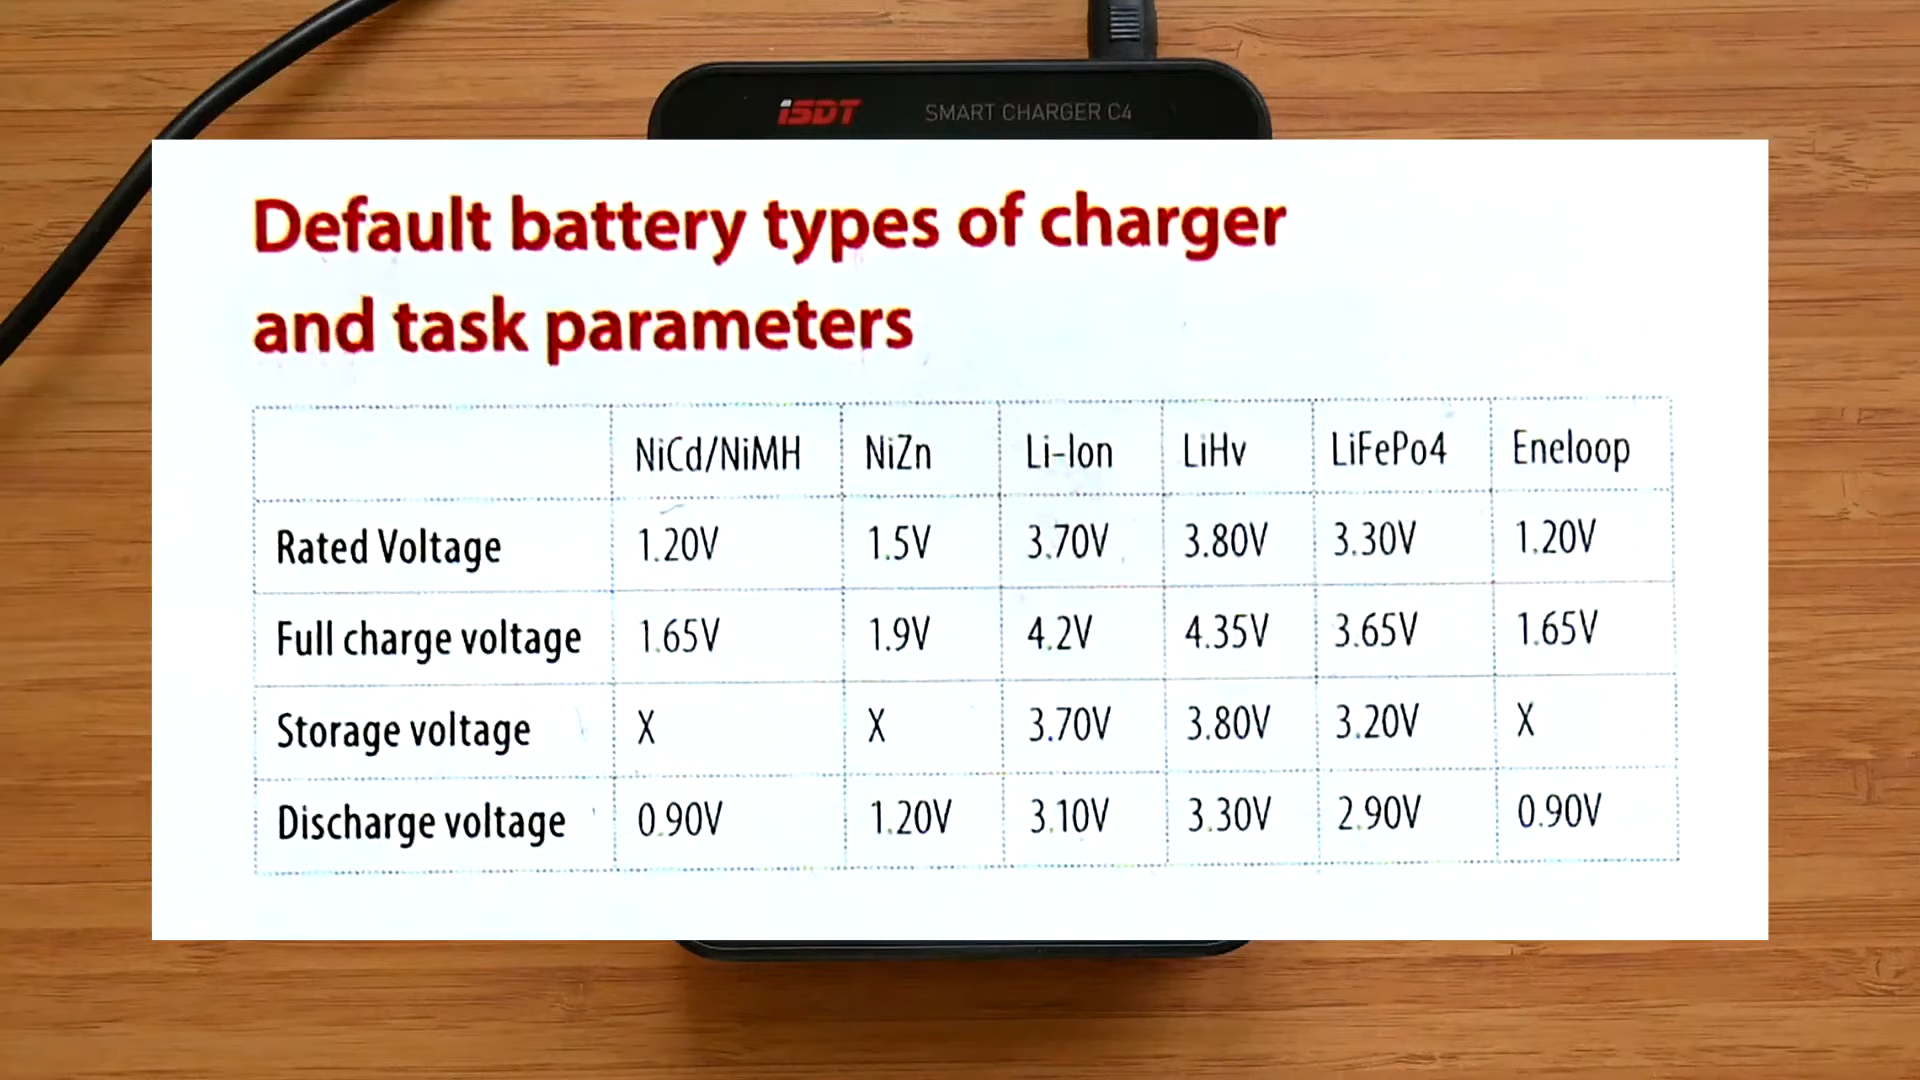 iSDT SMART CHARGER C4
Default battery types of charger
and task parameters
NiCd/NiMH NiZn Li-Ion LiHv LiFePo4 Eneloop
Rated Voltage 1.20V 1.5V 3.70V 3.80V 3.30V 1.20V
Full charge voltage 1.65V 1.9V 4.2V 4.35V 3.65V 1.65V
Storage voltage X X 3.70V 3.80V 3.20V X
Discharge voltage 0.90V 1.20V 3.10V 3.30V 2.90V 0.90V